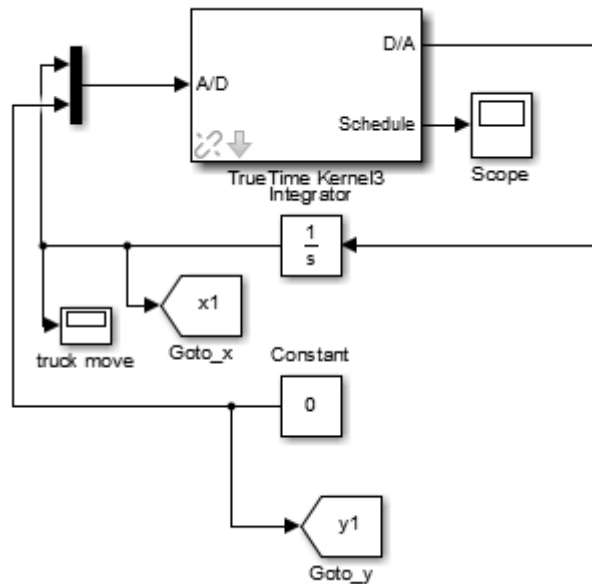 D/A
A/D
Schedule
TrueTime Kernel3
Scope
Integrator
1
s
x1
truck move
Goto_x
Constant
0
y1
Goto_y